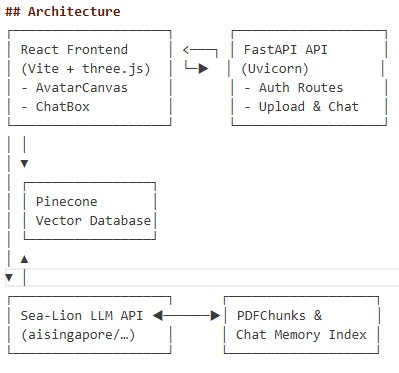 ## Architecture
React Frontend FastAPI API
(Vite + three.js) (Uvicorn)
- AvatarCanvas - Auth Routes
- ChatBox - Upload & Chat
Pinecone
Vector Database
Sea-Lion LLM API PDFChunks &
(aisingapore/…) Chat Memory Index